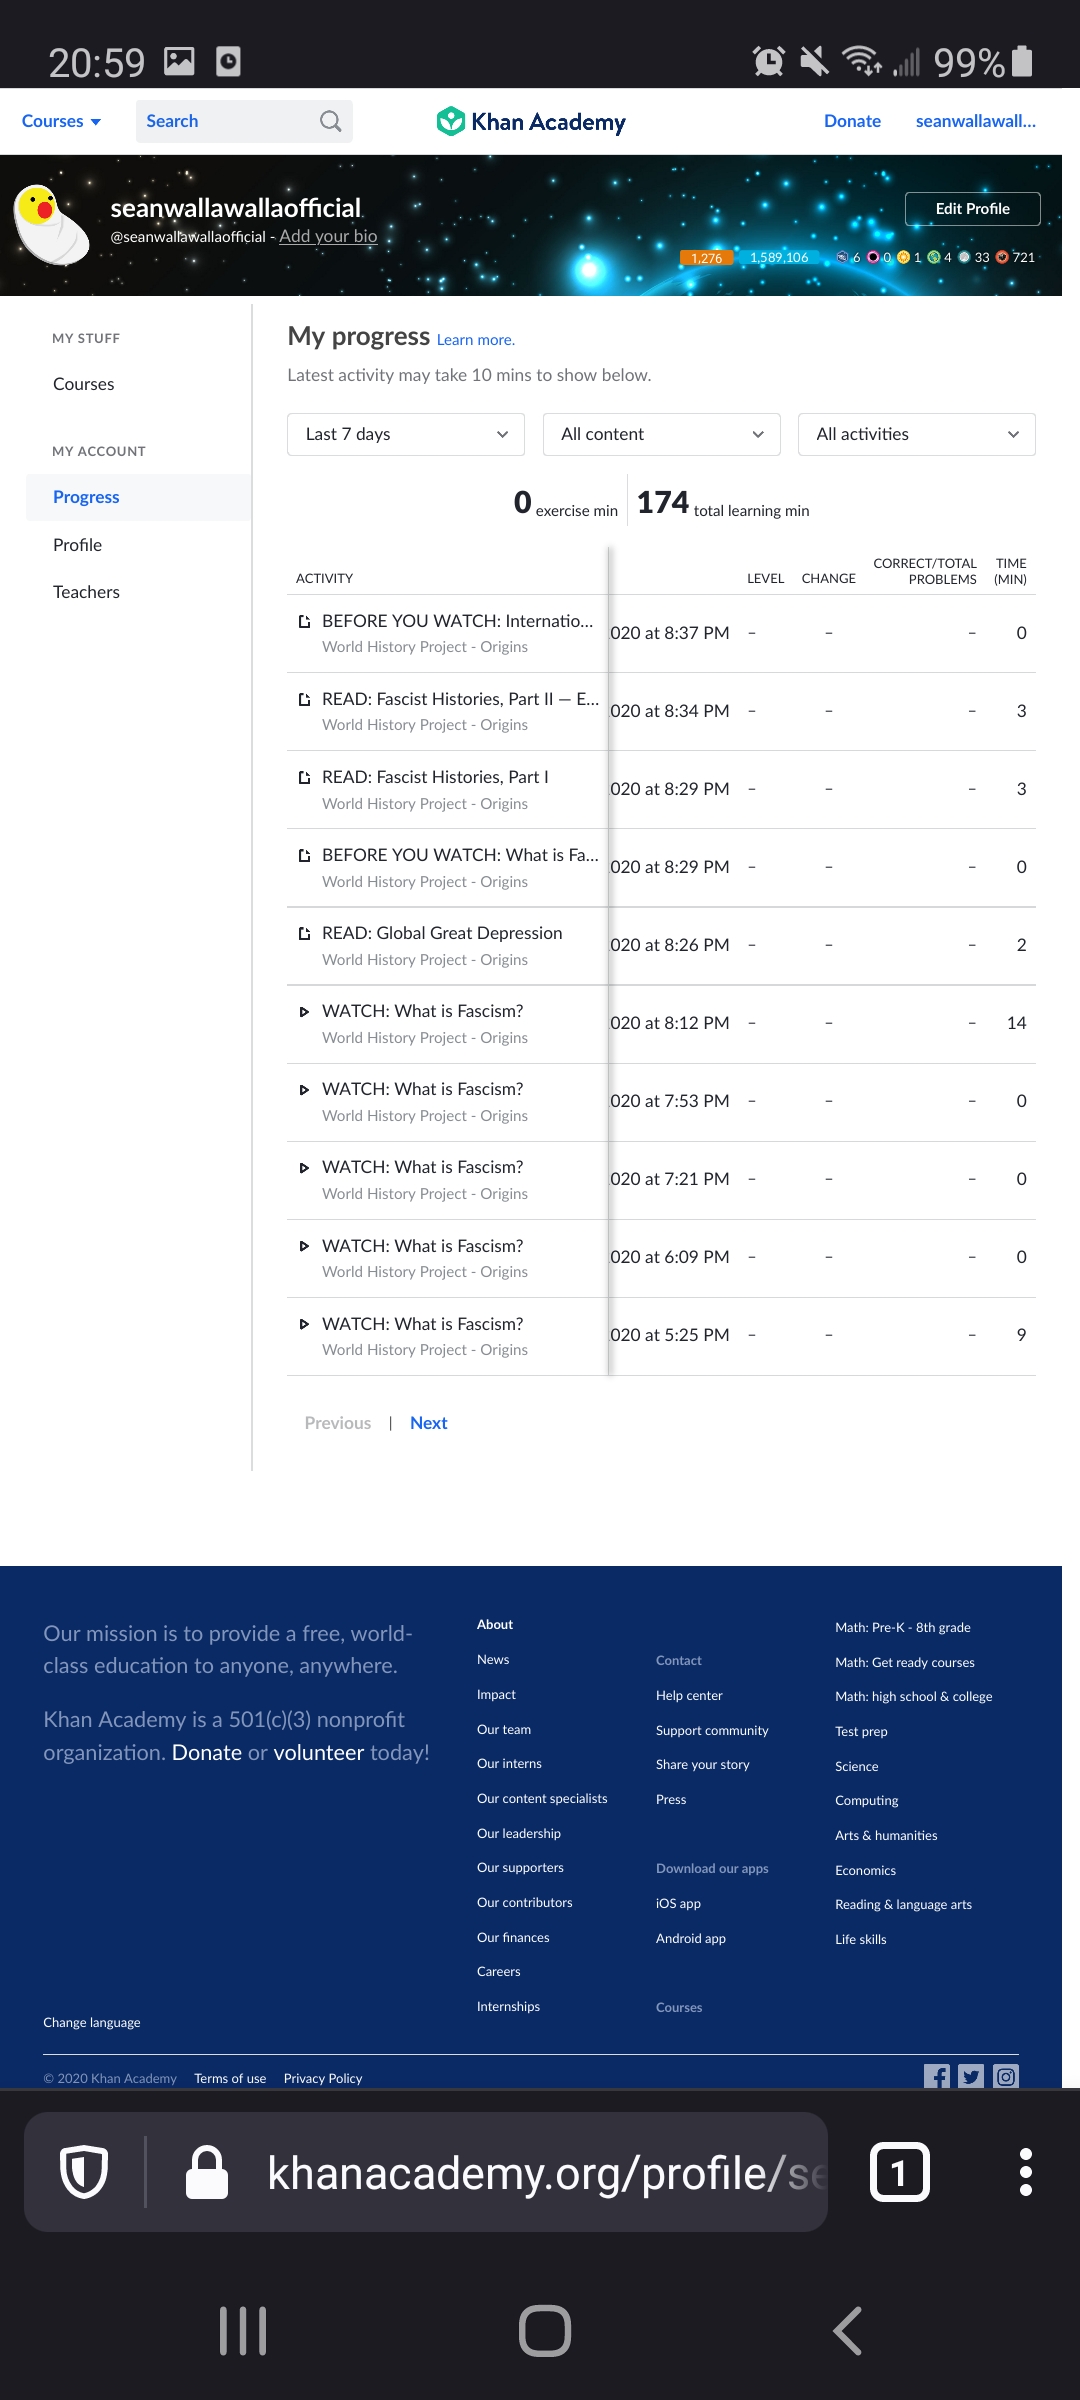 20:59 99%
Courses Search Khan Academy Donate seanwallawall...
seanwallawallaofficial
@seanwallawallaofficial - Add your bio
Edit Profile
1,276 1,589,106 6 0 1 4 33 721
MY STUFF
Courses
MY ACCOUNT
Progress
Profile
Teachers
My progress Learn more.
Latest activity may take 10 mins to show below.
Last 7 days All content All activities
0 exercise min 174 total learning min
ACTIVITY LEVEL CHANGE CORRECT/TOTAL PROBLEMS TIME (MIN)
BEFORE YOU WATCH: Internatio... 020 at 8:37 PM – – – 0
World History Project - Origins
READ: Fascist Histories, Part II — E... 020 at 8:34 PM – – – 3
World History Project - Origins
READ: Fascist Histories, Part I 020 at 8:29 PM – – – 3
World History Project - Origins
BEFORE YOU WATCH: What is Fa... 020 at 8:29 PM – – – 0
World History Project - Origins
READ: Global Great Depression 020 at 8:26 PM – – – 2
World History Project - Origins
WATCH: What is Fascism? 020 at 8:12 PM – – – 14
World History Project - Origins
WATCH: What is Fascism? 020 at 7:53 PM – – – 0
World History Project - Origins
WATCH: What is Fascism? 020 at 7:21 PM – – – 0
World History Project - Origins
WATCH: What is Fascism? 020 at 6:09 PM – – – 0
World History Project - Origins
WATCH: What is Fascism? 020 at 5:25 PM – – – 9
World History Project - Origins
Previous | Next
Our mission is to provide a free, world-
class education to anyone, anywhere.
Khan Academy is a 501(c)(3) nonprofit
organization. Donate or volunteer today!
About
News
Impact
Our team
Our interns
Our content specialists
Our leadership
Our supporters
Our contributors
Our finances
Careers
Internships
Contact
Help center
Support community
Share your story
Press
Download our apps
iOS app
Android app
Courses
Math: Pre-K - 8th grade
Math: Get ready courses
Math: high school & college
Test prep
Science
Computing
Arts & humanities
Economics
Reading & language arts
Life skills
Change language
© 2020 Khan Academy Terms of use Privacy Policy
khanacademy.org/profile/se
1